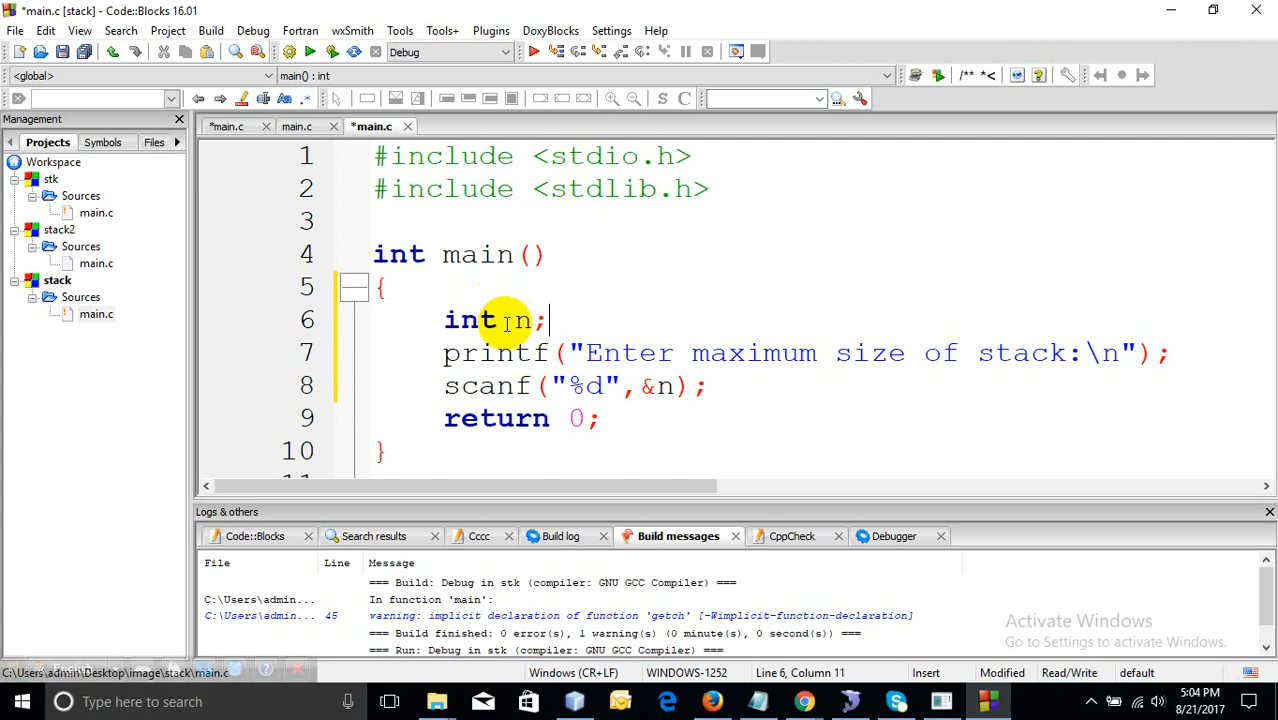 *main.c [stack] - Code::Blocks 16.01
File Edit View Search Project Build Debug Fortran wxSmith Tools Tools+ Plugins DoxyBlocks Settings Help
Debug
<global> main() : int /** *<
Aa .* S C
Management
Projects Symbols Files
*main.c main.c *main.c
Workspace
stk
Sources
main.c
stack2
Sources
main.c
stack
Sources
main.c
1 #include <stdio.h>
2 #include <stdlib.h>
3
4 int main()
5 {
6 int n;
7 printf("Enter maximum size of stack:\n");
8 scanf("%d",&n);
9 return 0;
10 }
Logs & others
Code::Blocks Search results Cccc Build log Build messages CppCheck Debugger
File Line Message
=== Build: Debug in stk (compiler: GNU GCC Compiler) ===
C:\Users\admin... In function 'main':
C:\Users\admin... 45 warning: implicit declaration of function 'getch' [-Wimplicit-function-declaration]
=== Build finished: 0 error(s), 1 warning(s) (0 minute(s), 0 second(s)) ===
=== Run: Debug in stk (compiler: GNU GCC Compiler) ===
Activate Windows
Go to Settings to activate Windows.
English
C:\Users\admin\Desktop\image\stack\main.c Windows (CR+LF) WINDOWS-1252 Line 6, Column 11 Insert Modified Read/Write default
Type here to search
5:04 PM
8/21/2017